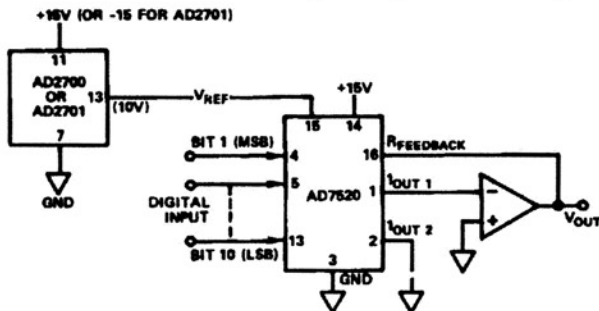 +15V (OR -15 FOR AD2701)
11
AD2700
OR
AD2701
13
(10V)
7
GND
VREF
+15V
15
14
BIT 1 (MSB)
4
16
RFEEDBACK
5
AD7520
1
IOUT 1
DIGITAL
INPUT
2
IOUT 2
BIT 10 (LSB)
13
3
GND
−
+
VOUT